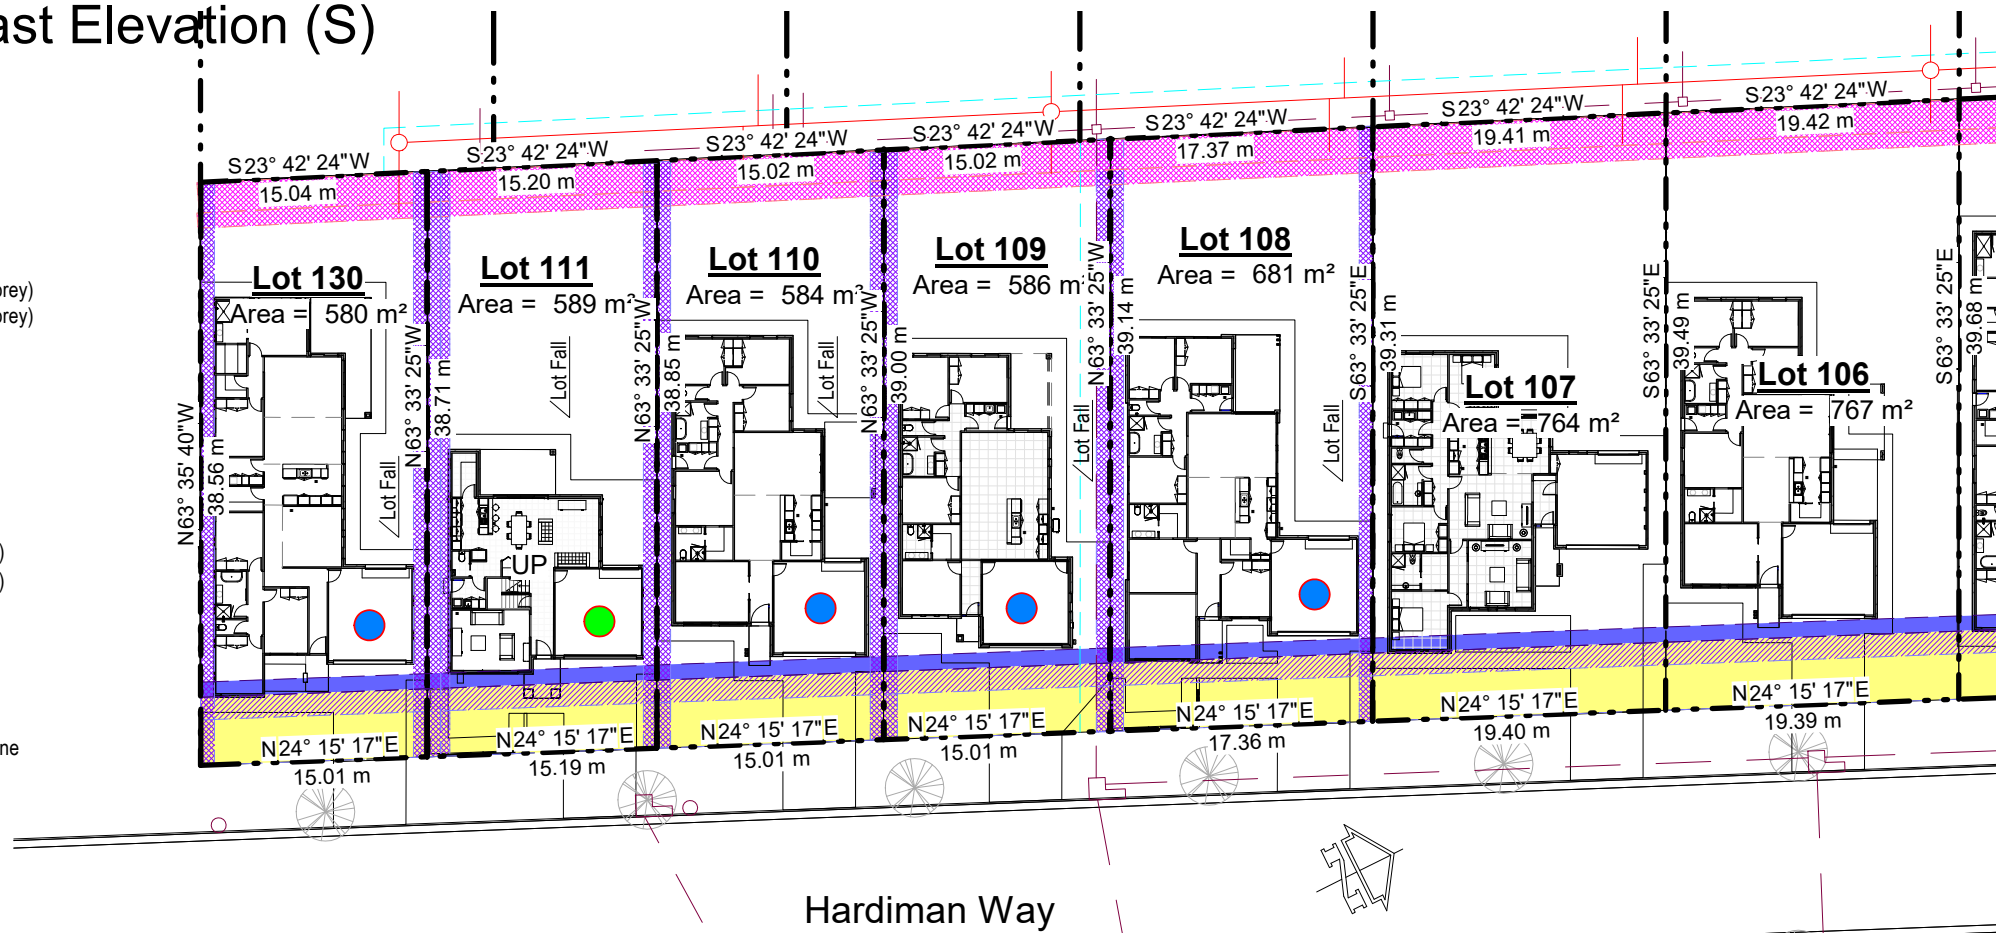 ast Elevation (S)
S23° 42' 24"W
15.04 m
S23° 42' 24"W
15.20 m
S23° 42' 24"W
15.02 m
S23° 42' 24"W
15.02 m
S23° 42' 24"W
17.37 m
S23° 42' 24"W
19.41 m
S23° 42' 24"W
19.42 m
orey)
orey)
)
)
ne
Lot 130
Area = 580 m²
Lot 111
Area = 589 m²
Lot 110
Area = 584 m²
Lot 109
Area = 586 m²
Lot 108
Area = 681 m²
Lot 107
Area = 764 m²
Lot 106
Area = 767 m²
N63° 35' 40"W
38.56 m
N63° 33' 25"W
38.71 m
N63° 33' 25"W
38.85 m
N63° 33' 25"W
39.00 m
N63° 33' 25"W
39.14 m
S63° 33' 25"E
39.31 m
S63° 33' 25"E
39.49 m
S63° 33' 25"E
39.68 m
Lot Fall
Lot Fall
Lot Fall
Lot Fall
Lot Fall
UP
N24° 15' 17"E
15.01 m
N24° 15' 17"E
15.19 m
N24° 15' 17"E
15.01 m
N24° 15' 17"E
15.01 m
N24° 15' 17"E
17.36 m
N24° 15' 17"E
19.40 m
N24° 15' 17"E
19.39 m
Hardiman Way